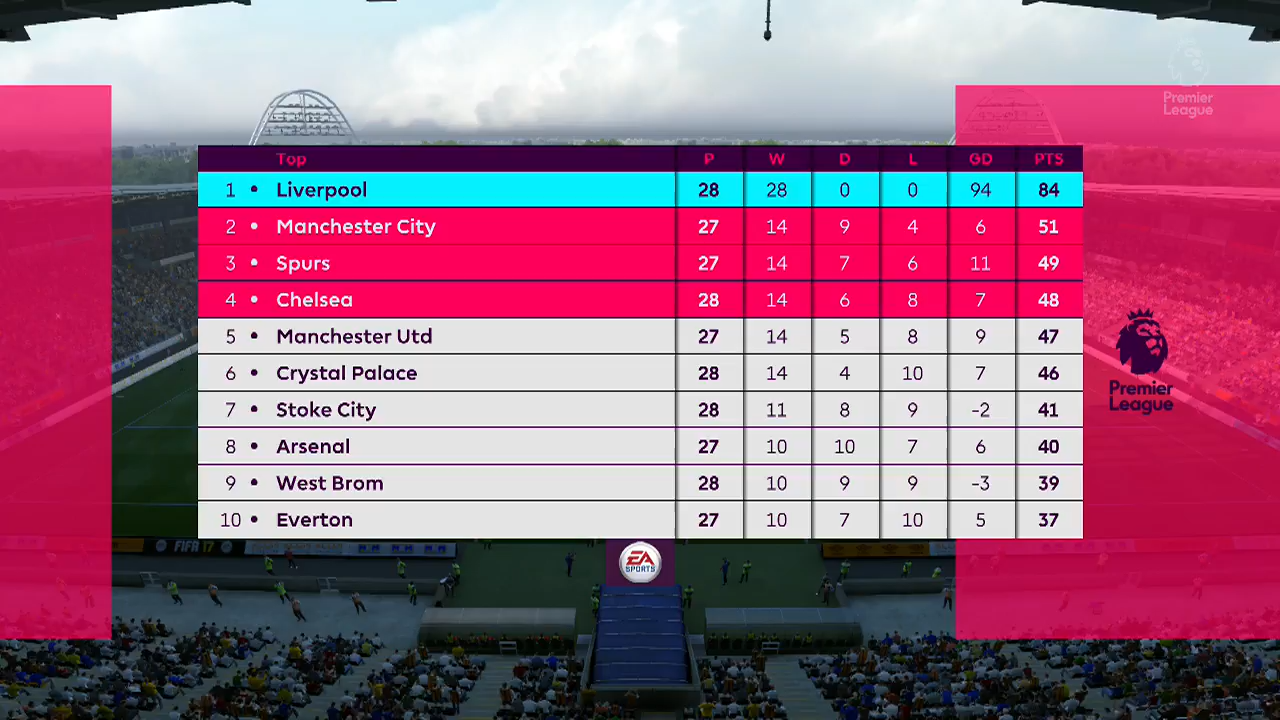 Premier
League
Top P W D L GD PTS
1 • Liverpool 28 28 0 0 94 84
2 • Manchester City 27 14 9 4 6 51
3 • Spurs 27 14 7 6 11 49
4 • Chelsea 28 14 6 8 7 48
5 • Manchester Utd 27 14 5 8 9 47
6 • Crystal Palace 28 14 4 10 7 46
7 • Stoke City 28 11 8 9 -2 41
8 • Arsenal 27 10 10 7 6 40
9 • West Brom 28 10 9 9 -3 39
10 • Everton 27 10 7 10 5 37
Premier
League
FIFA 17
EA
SPORTS